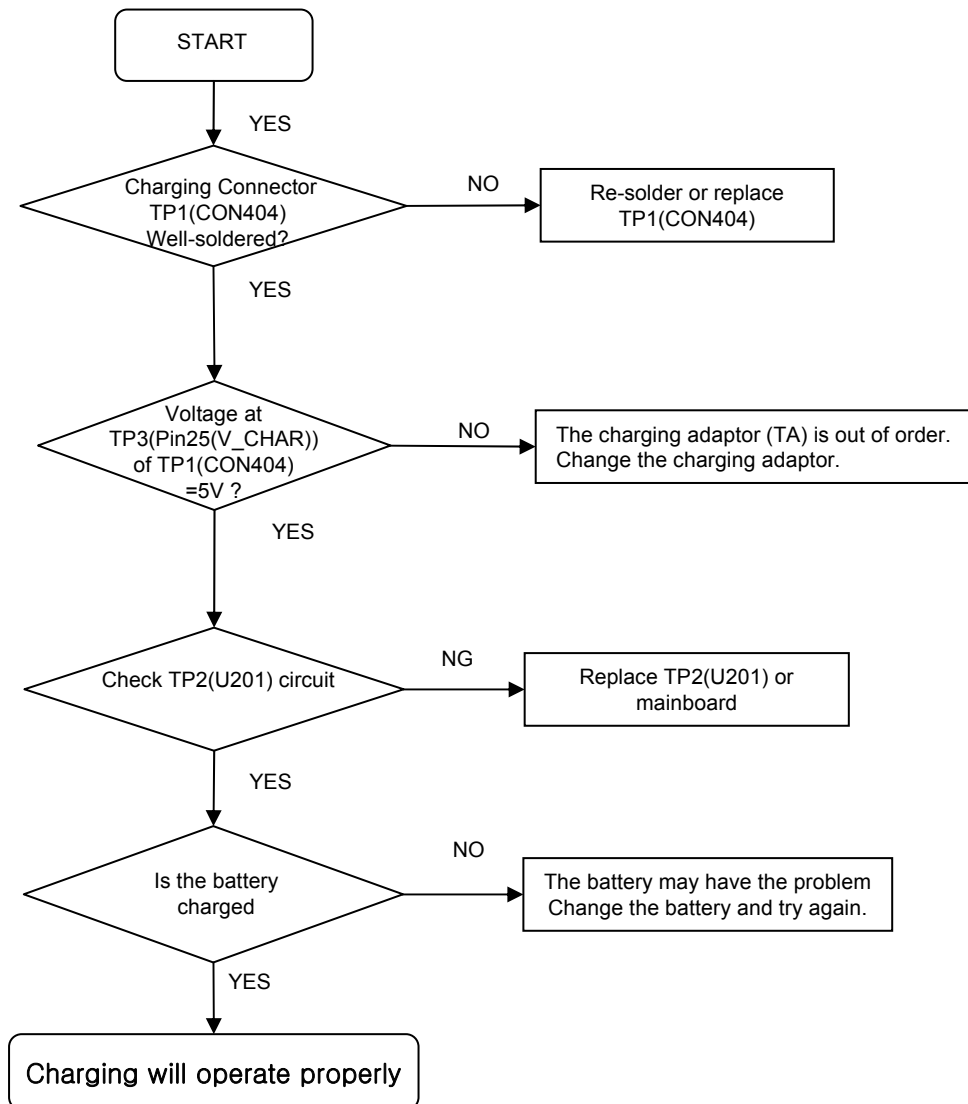 START
YES
Charging Connector
TP1(CON404)
Well-soldered?
NO
Re-solder or replace
TP1(CON404)
YES
Voltage at
TP3(Pin25(V_CHAR))
of TP1(CON404)
=5V ?
NO
The charging adaptor (TA) is out of order.
Change the charging adaptor.
YES
Check TP2(U201) circuit
NG
Replace TP2(U201) or
mainboard
YES
Is the battery
charged
NO
The battery may have the problem
Change the battery and try again.
YES
Charging will operate properly